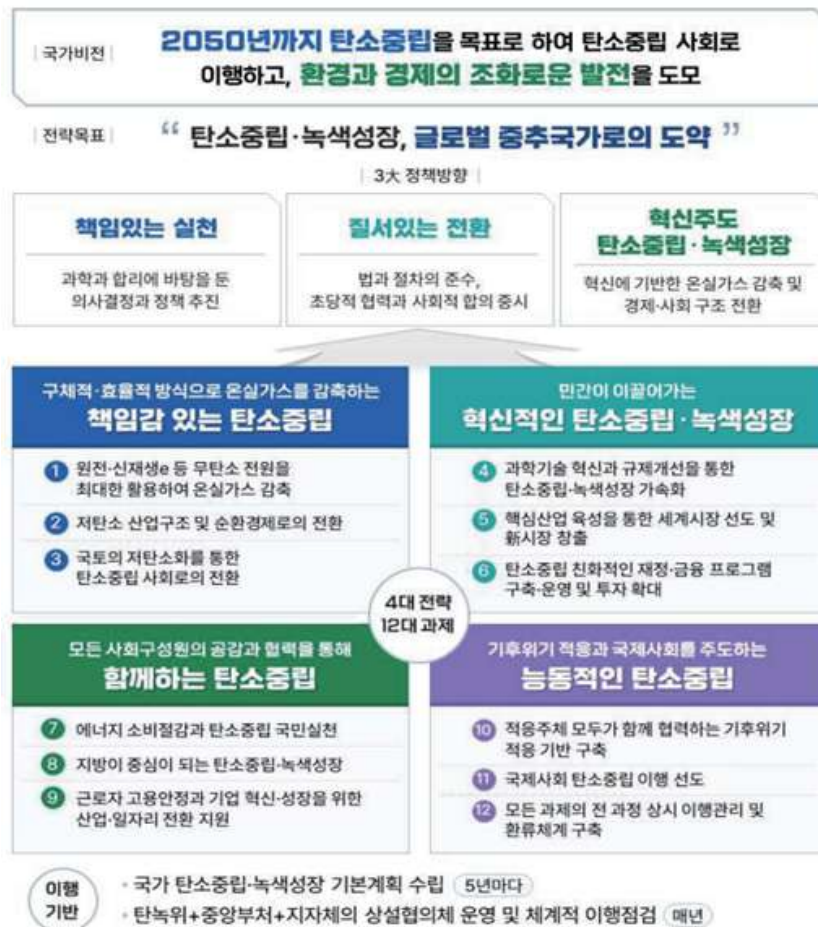 국가비전
2050년까지 탄소중립을 목표로 하여 탄소중립 사회로
이행하고, 환경과 경제의 조화로운 발전을 도모
전략목표
“ 탄소중립·녹색성장, 글로벌 중추국가로의 도약 ”
3大 정책방향
책임있는 실천
과학과 합리에 바탕을 둔
의사결정과 정책 추진
질서있는 전환
법과 절차의 준수,
초당적 협력과 사회적 합의 중시
혁신주도
탄소중립·녹색성장
혁신에 기반한 온실가스 감축 및
경제·사회 구조 전환
구체적·효율적 방식으로 온실가스를 감축하는
책임감 있는 탄소중립
1 원전·신재생e 등 무탄소 전원을
최대한 활용하여 온실가스 감축
2 저탄소 산업구조 및 순환경제로의 전환
3 국토의 저탄소화를 통한
탄소중립 사회로의 전환
민간이 이끌어가는
혁신적인 탄소중립·녹색성장
4 과학기술 혁신과 규제개선을 통한
탄소중립·녹색성장 가속화
5 핵심산업 육성을 통한 세계시장 선도 및
新시장 창출
6 탄소중립 친화적인 재정·금융 프로그램
구축·운영 및 투자 확대
4대 전략
12대 과제
모든 사회구성원의 공감과 협력을 통해
함께하는 탄소중립
7 에너지 소비절감과 탄소중립 국민실천
8 지방이 중심이 되는 탄소중립·녹색성장
9 근로자 고용안정과 기업 혁신·성장을 위한
산업·일자리 전환 지원
기후위기 적응과 국제사회를 주도하는
능동적인 탄소중립
10 적응주체 모두가 함께 협력하는 기후위기
적응 기반 구축
11 국제사회 탄소중립 이행 선도
12 모든 과제의 전 과정 상시 이행관리 및
환류체계 구축
이행
기반
· 국가 탄소중립·녹색성장 기본계획 수립 5년마다
· 탄녹위+중앙부처+지자체의 상설협의체 운영 및 체계적 이행점검 매년